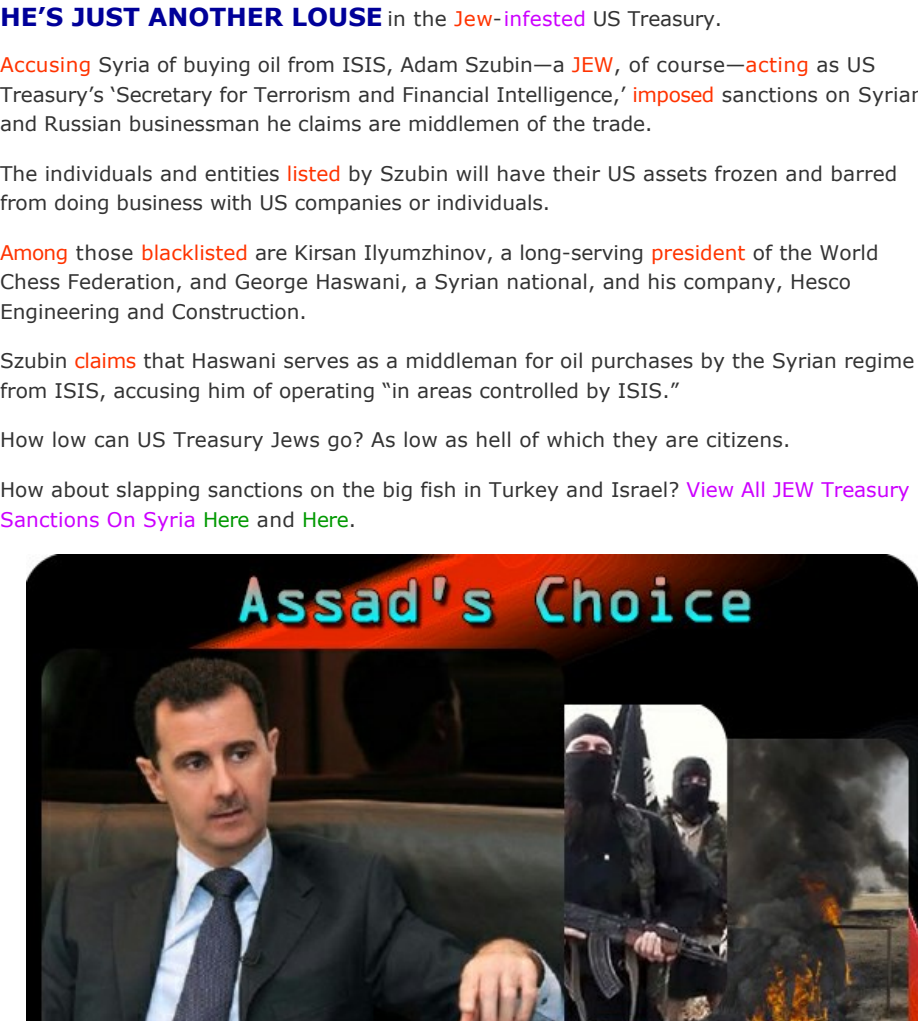 HE’S JUST ANOTHER LOUSE in the Jew-infested US Treasury.
Accusing Syria of buying oil from ISIS, Adam Szubin—a JEW, of course—acting as US
Treasury’s ‘Secretary for Terrorism and Financial Intelligence,’ imposed sanctions on Syrian
and Russian businessman he claims are middlemen of the trade.
The individuals and entities listed by Szubin will have their US assets frozen and barred
from doing business with US companies or individuals.
Among those blacklisted are Kirsan Ilyumzhinov, a long-serving president of the World
Chess Federation, and George Haswani, a Syrian national, and his company, Hesco
Engineering and Construction.
Szubin claims that Haswani serves as a middleman for oil purchases by the Syrian regime
from ISIS, accusing him of operating “in areas controlled by ISIS.”
How low can US Treasury Jews go? As low as hell of which they are citizens.
How about slapping sanctions on the big fish in Turkey and Israel? View All JEW Treasury
Sanctions On Syria Here and Here.
Assad's Choice